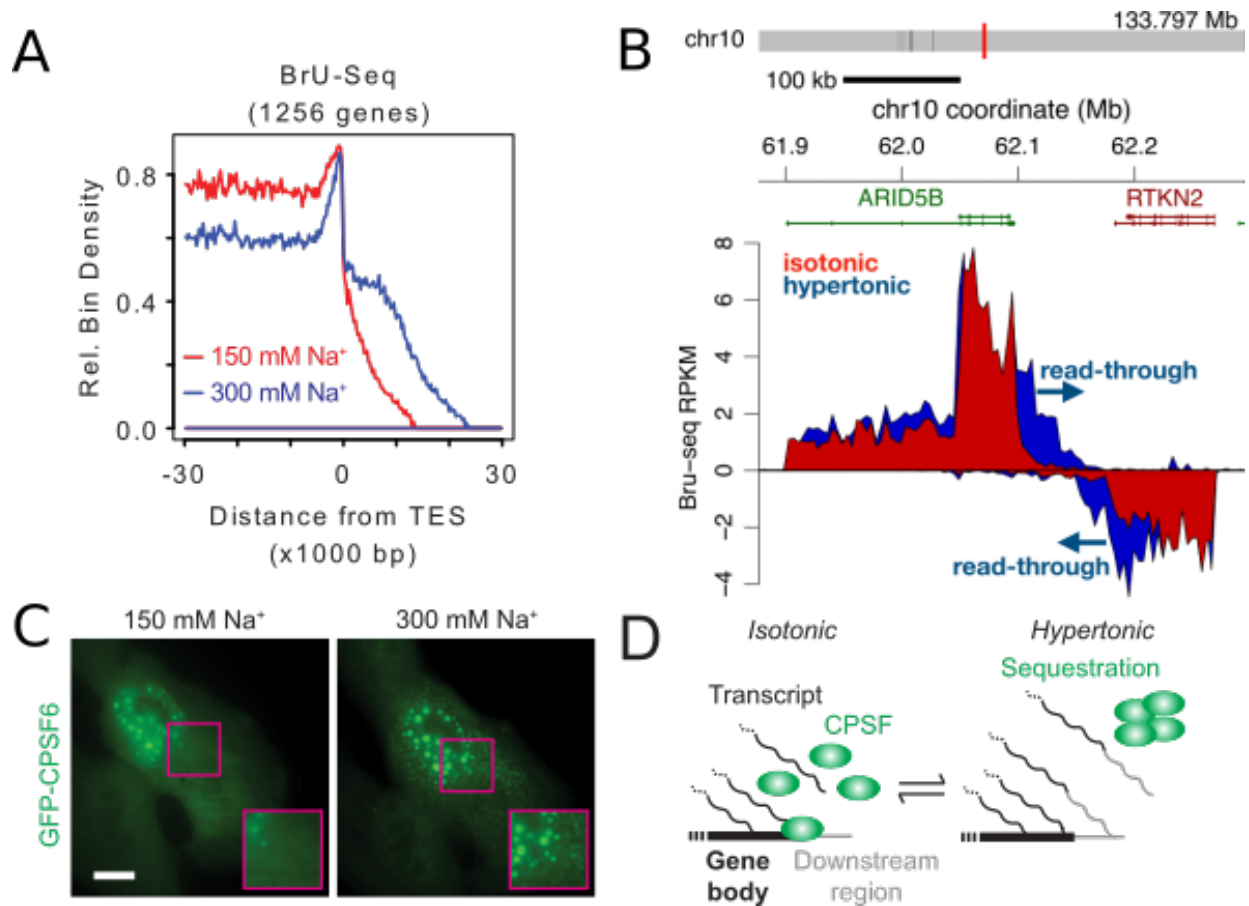 A
BrU-Seq
(1256 genes)
Rel. Bin Density
0.8
0.4
0.0
150 mM Na⁺
300 mM Na⁺
-30
0
30
Distance from TES
(x1000 bp)
B
133.797 Mb
chr10
100 kb
chr10 coordinate (Mb)
61.9
62.0
62.1
62.2
ARID5B
RTKN2
isotonic
hypertonic
Bru-seq RPKM
8
6
4
2
0
-2
-4
read-through
read-through
C
150 mM Na⁺
300 mM Na⁺
GFP-CPSF6
D
Isotonic
Hypertonic
Sequestration
Transcript
CPSF
Gene
body
Downstream
region